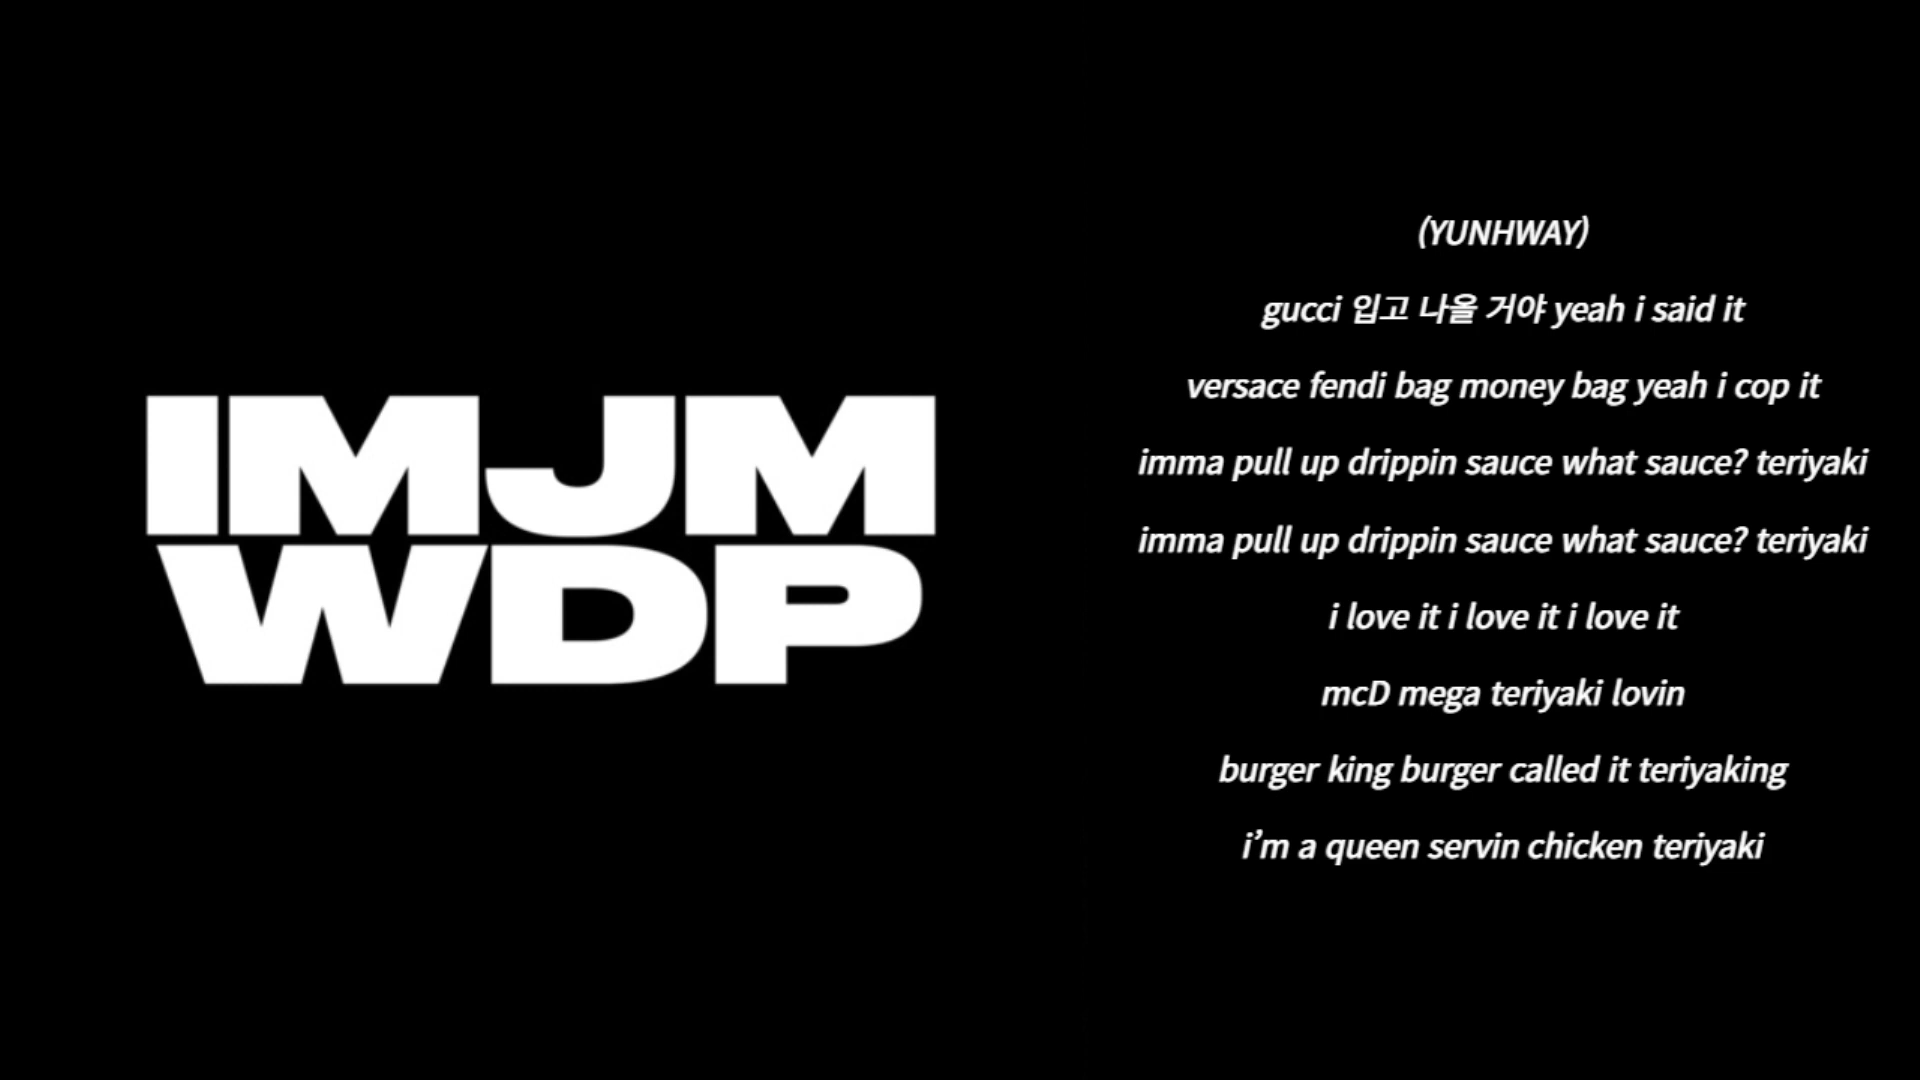 IMJM
WDP
(YUNHWAY)
gucci 입고 나올 거야 yeah i said it
versace fendi bag money bag yeah i cop it
imma pull up drippin sauce what sauce? teriyaki
imma pull up drippin sauce what sauce? teriyaki
i love it i love it i love it
mcD mega teriyaki lovin
burger king burger called it teriyaking
i’m a queen servin chicken teriyaki